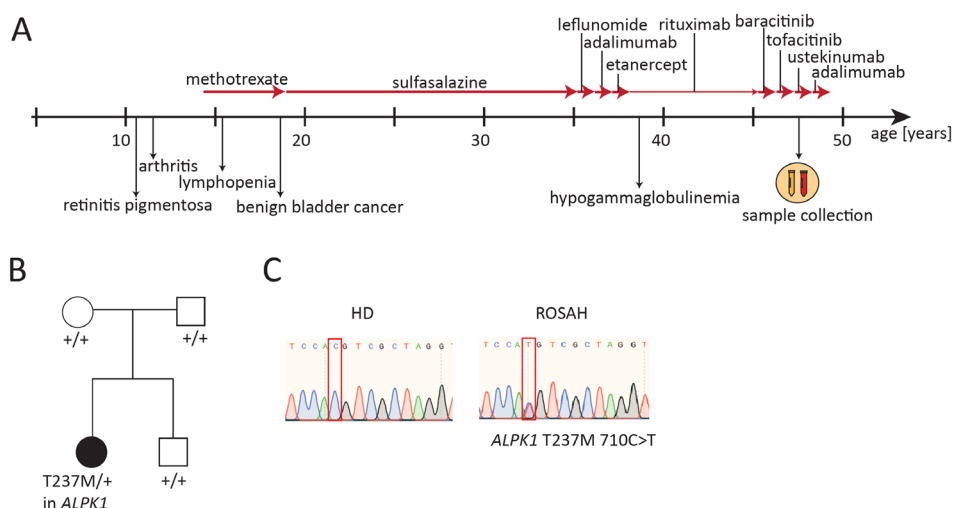 A
leflunomide rituximab baracitinib
adalimumab tofacitinib
methotrexate sulfasalazine etanercept ustekinumab
adalimumab
10 20 30 40 50
age [years]
arthritis
lymphopenia
retinitis pigmentosa benign bladder cancer hypogammaglobulinemia
sample collection
B
+/+ +/+
T237M/+ +/+
in ALPK1
C
HD ROSAH
T C C A C G T C G C T A G G T T C C A T G T C G C T A G G T
ALPK1 T237M 710C>T